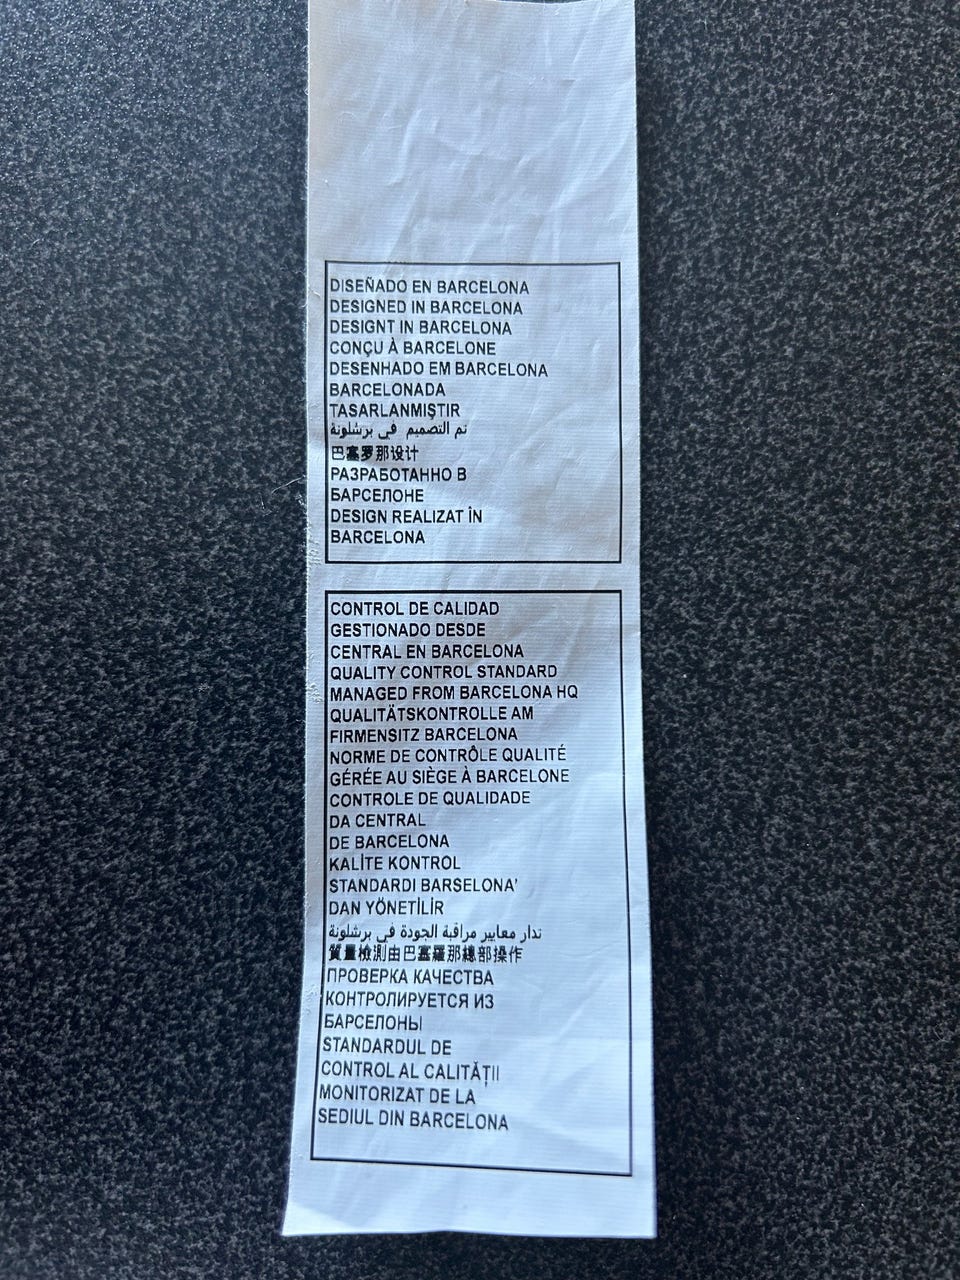 DISEÑADO EN BARCELONA
DESIGNED IN BARCELONA
DESIGNT IN BARCELONA
CONÇU À BARCELONE
DESENHADO EM BARCELONA
BARCELONADA
TASARLANMIŞTIR
تم التصميم في برشلونة
巴塞罗那设计
РАЗРАБОТАННО В
БАРСЕЛОНЕ
DESIGN REALIZAT ÎN
BARCELONA
CONTROL DE CALIDAD
GESTIONADO DESDE
CENTRAL EN BARCELONA
QUALITY CONTROL STANDARD
MANAGED FROM BARCELONA HQ
QUALITÄTSKONTROLLE AM
FIRMENSITZ BARCELONA
NORME DE CONTRÔLE QUALITÉ
GÉRÉE AU SIÈGE À BARCELONE
CONTROLE DE QUALIDADE
DA CENTRAL
DE BARCELONA
KALİTE KONTROL
STANDARDI BARSELONA'
DAN YÖNETİLİR
تدار معايير مراقبة الجودة في برشلونة
質量檢測由巴塞羅那總部操作
ПРОВЕРКА КАЧЕСТВА
КОНТРОЛИРУЕТСЯ ИЗ
БАРСЕЛОНЫ
STANDARDUL DE
CONTROL AL CALITĂȚII
MONITORIZAT DE LA
SEDIUL DIN BARCELONA